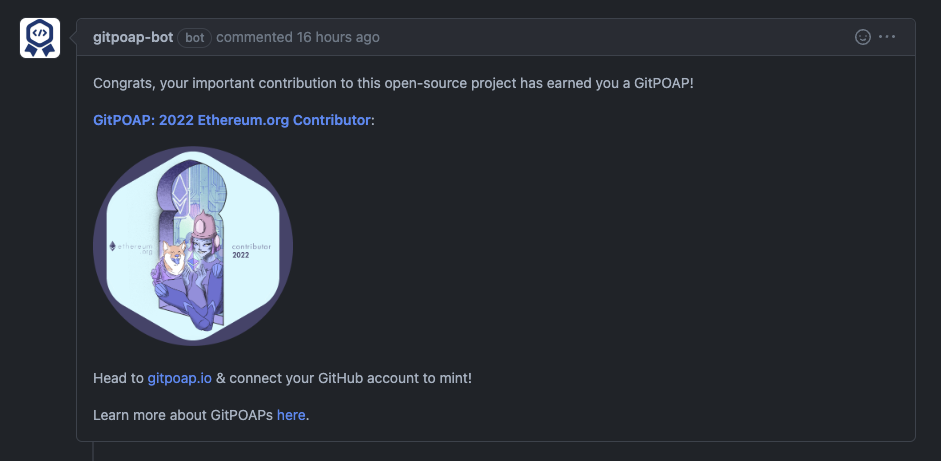 gitpoap-bot bot commented 16 hours ago
Congrats, your important contribution to this open-source project has earned you a GitPOAP!
GitPOAP: 2022 Ethereum.org Contributor:
ethereum
.org
contributor
2022
Head to gitpoap.io & connect your GitHub account to mint!
Learn more about GitPOAPs here.